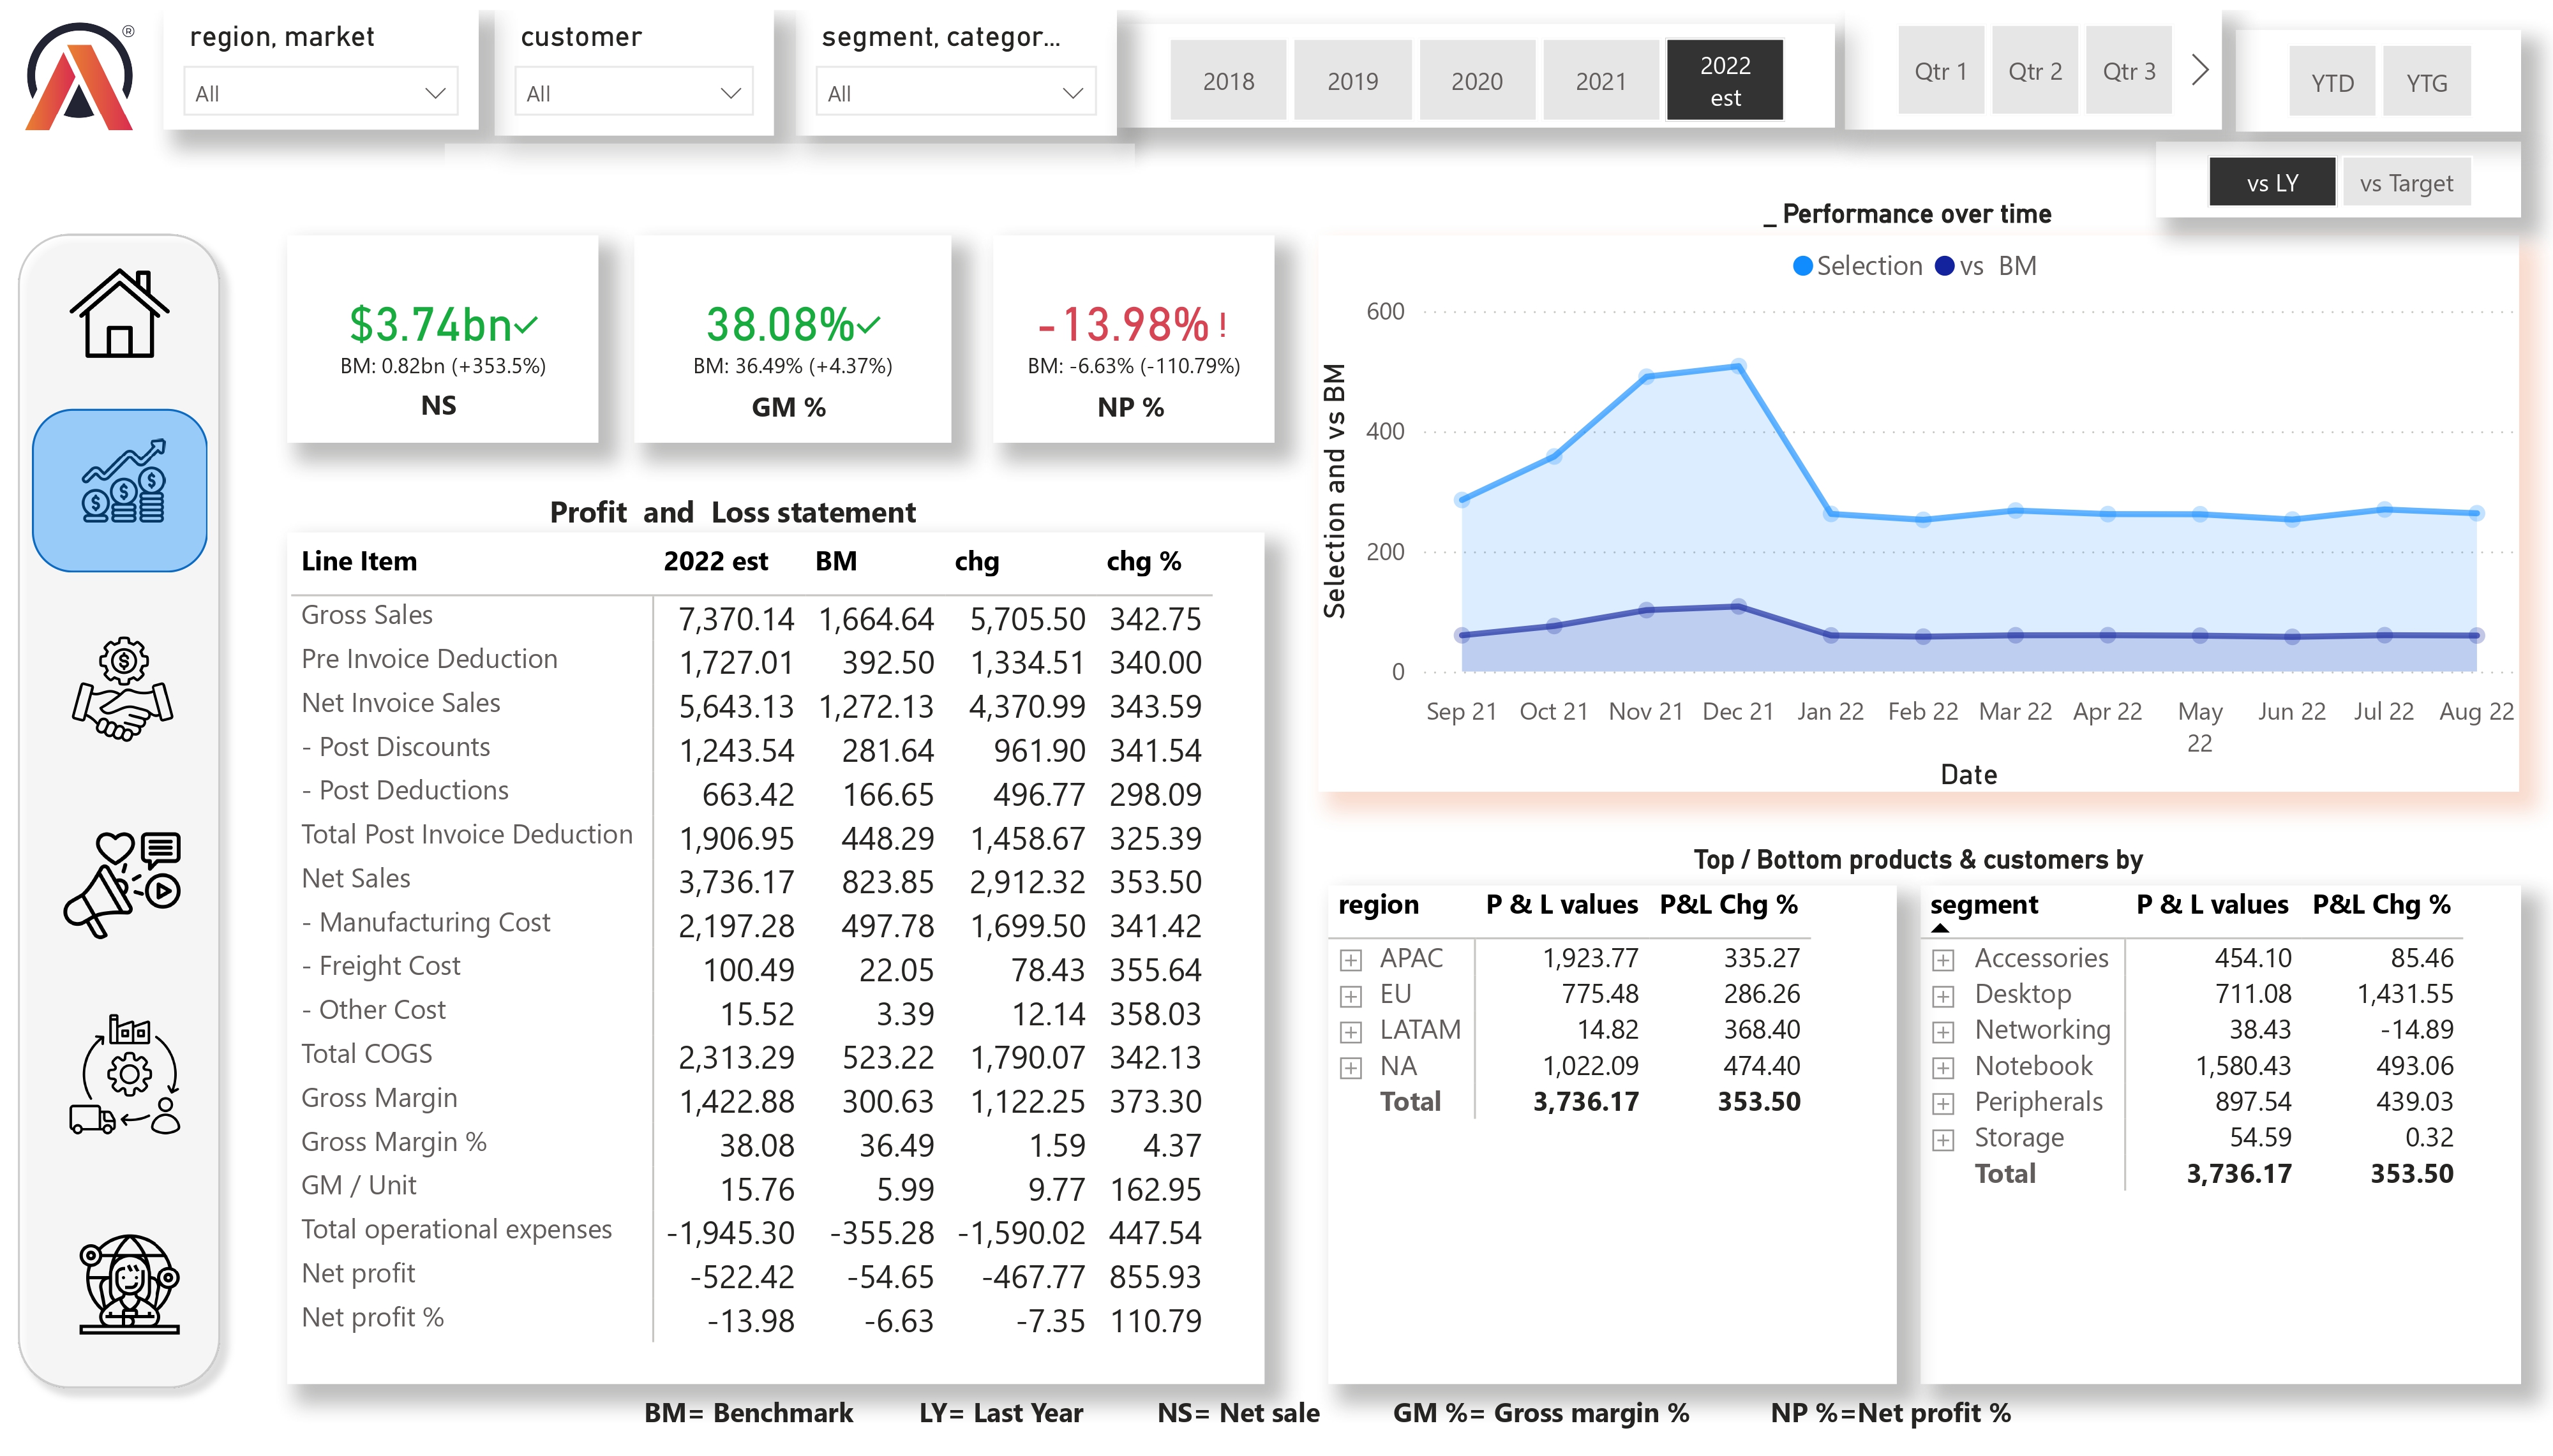 ®
region, market
All
customer
All
segment, categor...
All
2018
2019
2020
2021
2022
est
Qtr 1
Qtr 2
Qtr 3
YTD
YTG
vs LY
vs Target
$3.74bn
BM: 0.82bn (+353.5%)
NS
38.08%
BM: 36.49% (+4.37%)
GM %
-13.98% !
BM: -6.63% (-110.79%)
NP %
_ Performance over time
Selection vs BM
Selection and vs BM
600
400
200
0
Sep 21 Oct 21 Nov 21 Dec 21 Jan 22 Feb 22 Mar 22 Apr 22 May 22 Jun 22 Jul 22 Aug 22
Date
Profit and Loss statement
Line Item 2022 est BM chg chg %
Gross Sales 7,370.14 1,664.64 5,705.50 342.75
Pre Invoice Deduction 1,727.01 392.50 1,334.51 340.00
Net Invoice Sales 5,643.13 1,272.13 4,370.99 343.59
- Post Discounts 1,243.54 281.64 961.90 341.54
- Post Deductions 663.42 166.65 496.77 298.09
Total Post Invoice Deduction 1,906.95 448.29 1,458.67 325.39
Net Sales 3,736.17 823.85 2,912.32 353.50
- Manufacturing Cost 2,197.28 497.78 1,699.50 341.42
- Freight Cost 100.49 22.05 78.43 355.64
- Other Cost 15.52 3.39 12.14 358.03
Total COGS 2,313.29 523.22 1,790.07 342.13
Gross Margin 1,422.88 300.63 1,122.25 373.30
Gross Margin % 38.08 36.49 1.59 4.37
GM / Unit 15.76 5.99 9.77 162.95
Total operational expenses -1,945.30 -355.28 -1,590.02 447.54
Net profit -522.42 -54.65 -467.77 855.93
Net profit % -13.98 -6.63 -7.35 110.79
Top / Bottom products & customers by
region P & L values P&L Chg %
APAC 1,923.77 335.27
EU 775.48 286.26
LATAM 14.82 368.40
NA 1,022.09 474.40
Total 3,736.17 353.50
segment P & L values P&L Chg %
Accessories 454.10 85.46
Desktop 711.08 1,431.55
Networking 38.43 -14.89
Notebook 1,580.43 493.06
Peripherals 897.54 439.03
Storage 54.59 0.32
Total 3,736.17 353.50
BM= Benchmark LY= Last Year NS= Net sale GM %= Gross margin % NP %=Net profit %